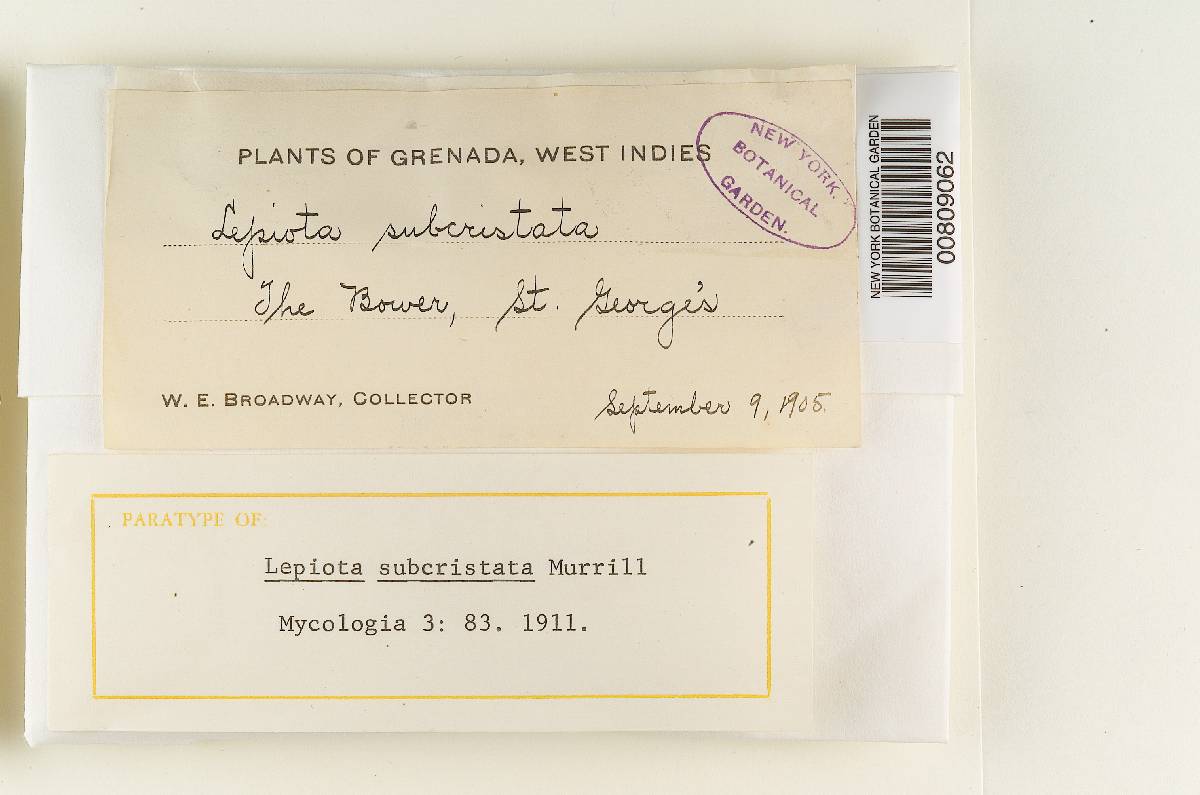 PLANTS OF GRENADA, WEST INDIES
NEW YORK.
BOTANICAL
GARDEN.
Lepiota subcristata
The Bower, St. George's
W. E. BROADWAY, COLLECTOR
September 9, 1905.
NEW YORK BOTANICAL GARDEN
00809062
PARATYPE OF:
Lepiota subcristata Murrill
Mycologia 3: 83. 1911.